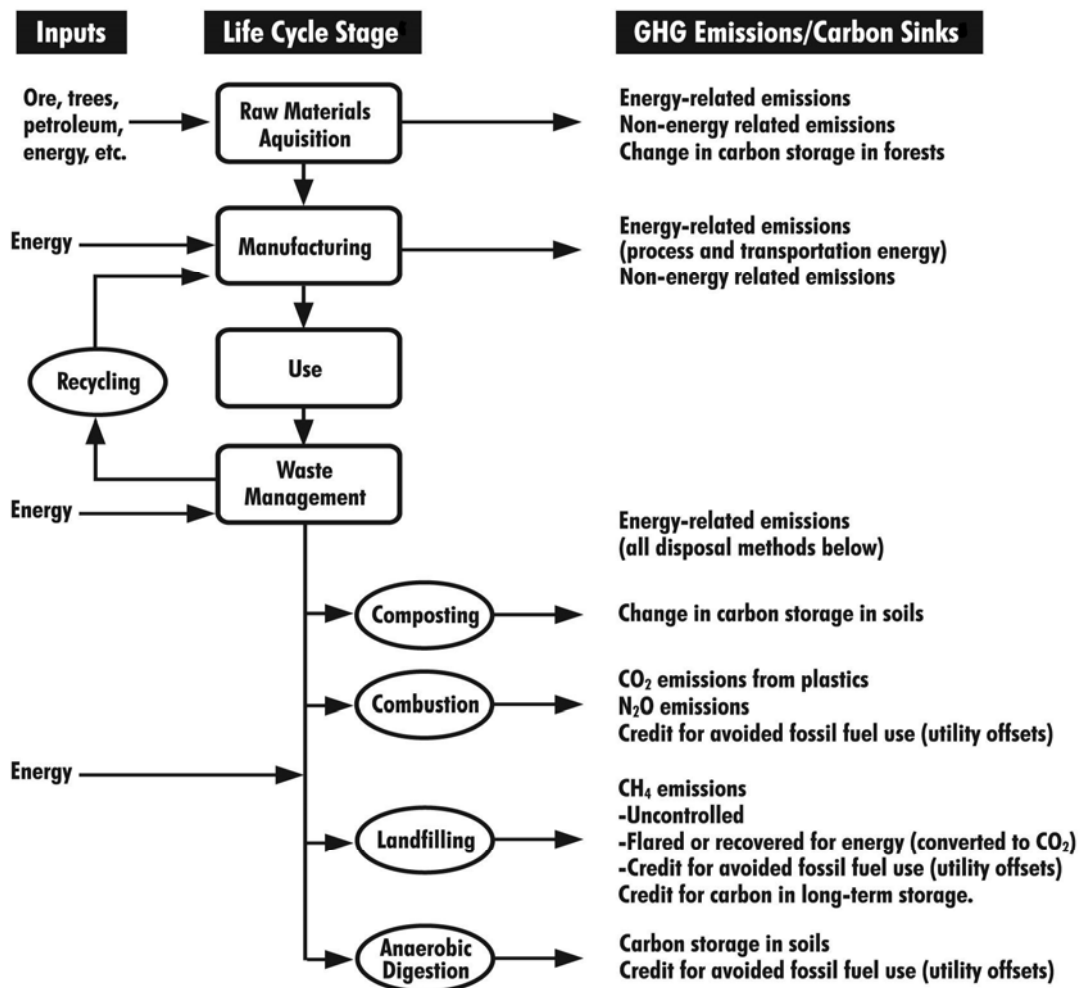 Inputs
Life Cycle Stage
GHG Emissions/Carbon Sinks
Ore, trees,
petroleum,
energy, etc.
Raw Materials
Aquisition
Energy-related emissions
Non-energy related emissions
Change in carbon storage in forests
Energy
Manufacturing
Energy-related emissions
(process and transportation energy)
Non-energy related emissions
Recycling
Use
Waste
Management
Energy
Energy-related emissions
(all disposal methods below)
Composting
Change in carbon storage in soils
Combustion
CO₂ emissions from plastics
N₂O emissions
Credit for avoided fossil fuel use (utility offsets)
Energy
Landfilling
CH₄ emissions
-Uncontrolled
-Flared or recovered for energy (converted to CO₂)
-Credit for avoided fossil fuel use (utility offsets)
Credit for carbon in long-term storage.
Anaerobic
Digestion
Carbon storage in soils
Credit for avoided fossil fuel use (utility offsets)